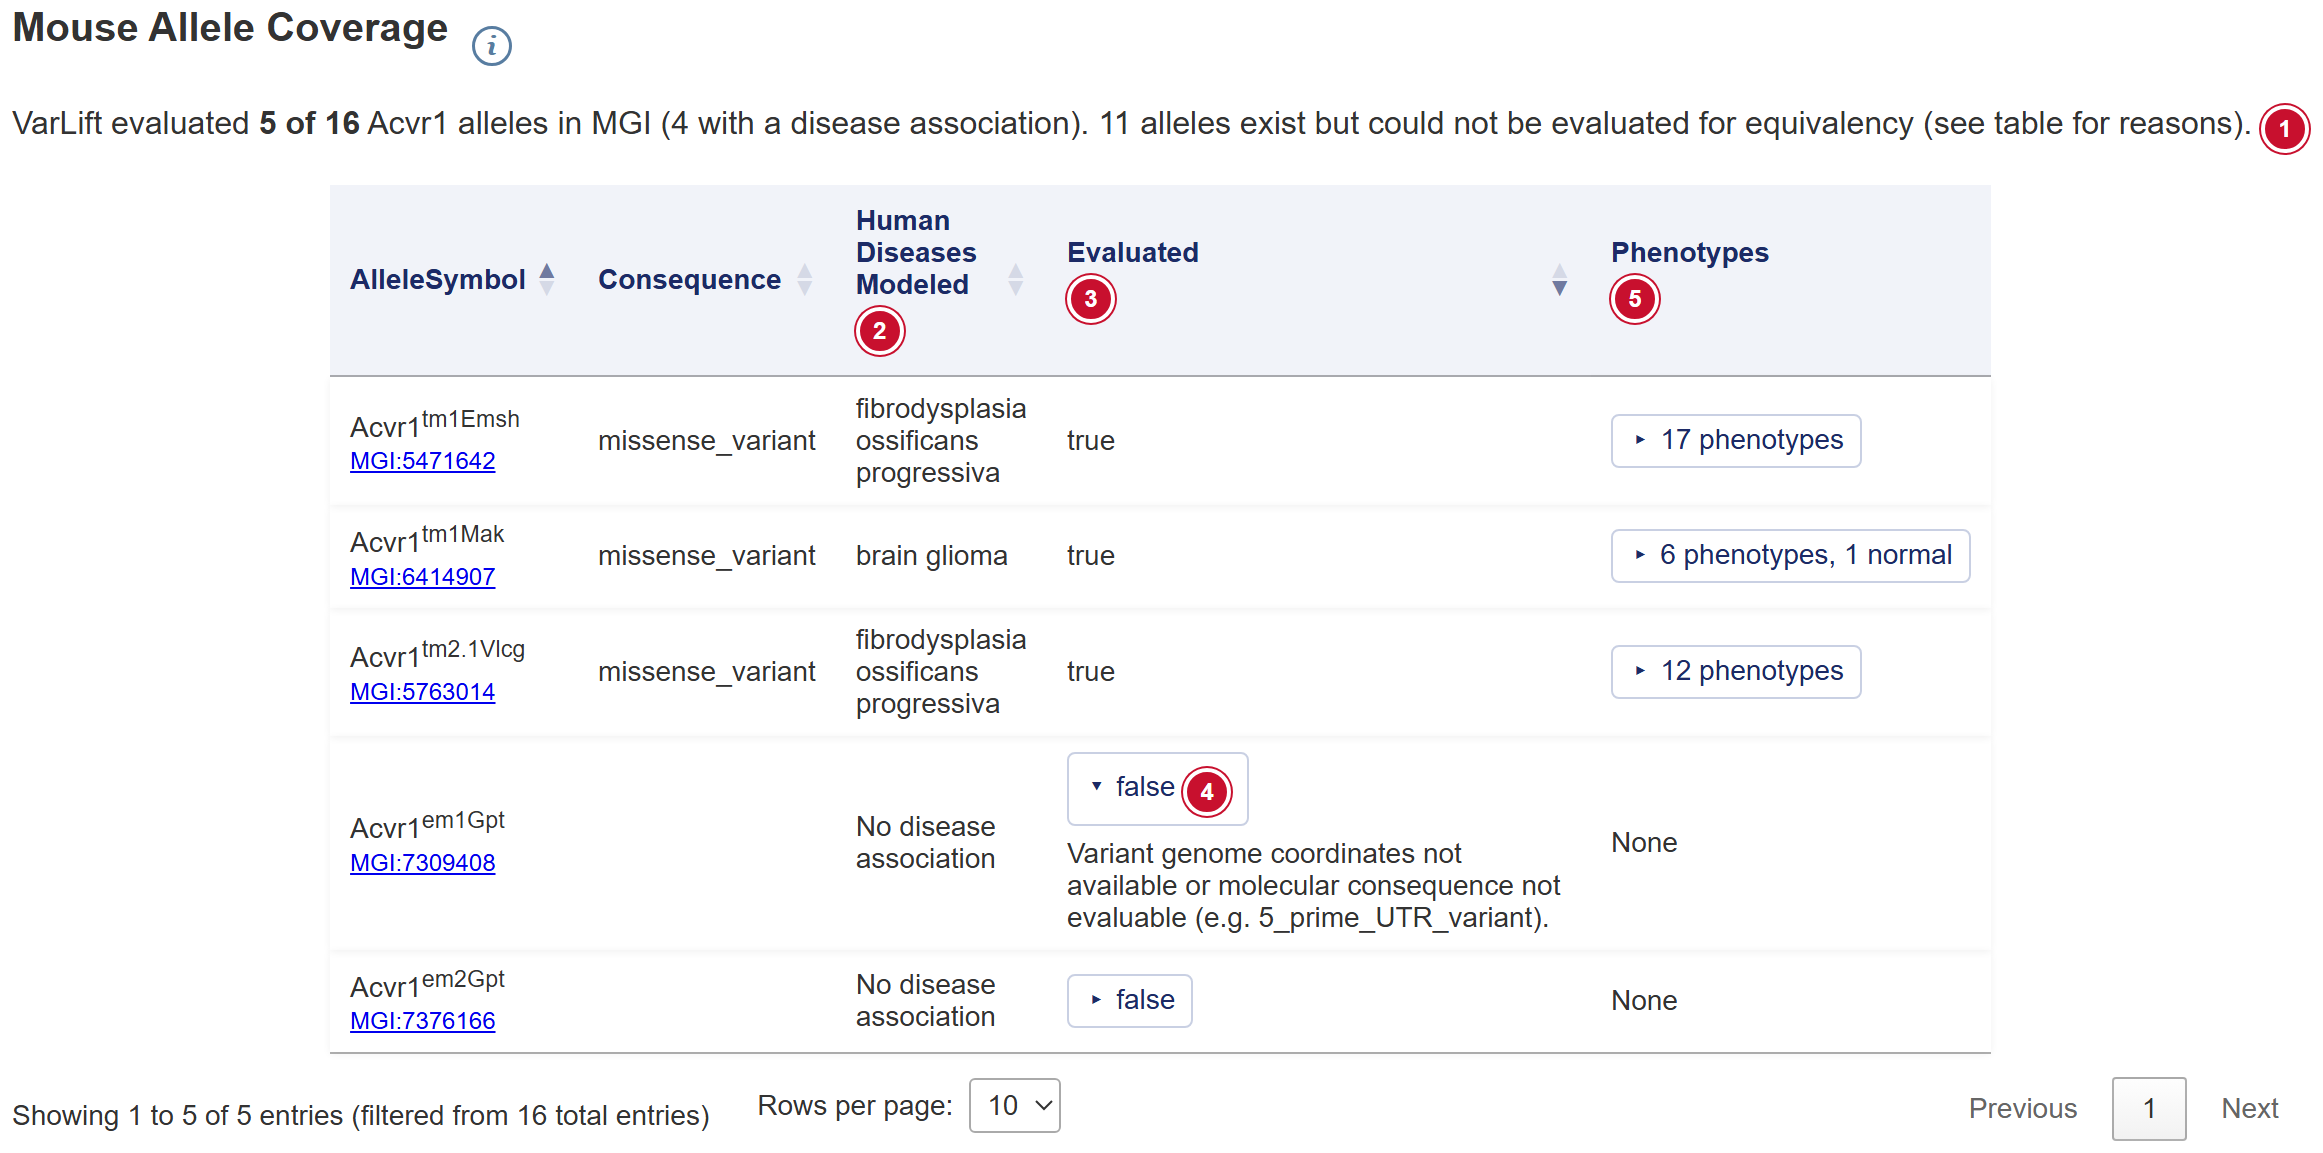 Mouse Allele Coverage i
VarLift evaluated 5 of 16 Acvr1 alleles in MGI (4 with a disease association). 11 alleles exist but could not be evaluated for equivalency (see table for reasons). 1
AlleleSymbol
Consequence
Human
Diseases
Modeled
2
Evaluated
3
Phenotypes
5
Acvr1tm1Emsh
MGI:5471642
missense_variant
fibrodysplasia
ossificans
progressiva
true
17 phenotypes
Acvr1tm1Mak
MGI:6414907
missense_variant
brain glioma
true
6 phenotypes, 1 normal
Acvr1tm2.1Vlcg
MGI:5763014
missense_variant
fibrodysplasia
ossificans
progressiva
true
12 phenotypes
Acvr1em1Gpt
MGI:7309408
No disease
association
false 4
Variant genome coordinates not
available or molecular consequence not
evaluable (e.g. 5_prime_UTR_variant).
None
Acvr1em2Gpt
MGI:7376166
No disease
association
false
None
Showing 1 to 5 of 5 entries (filtered from 16 total entries)
Rows per page: 10
Previous 1 Next